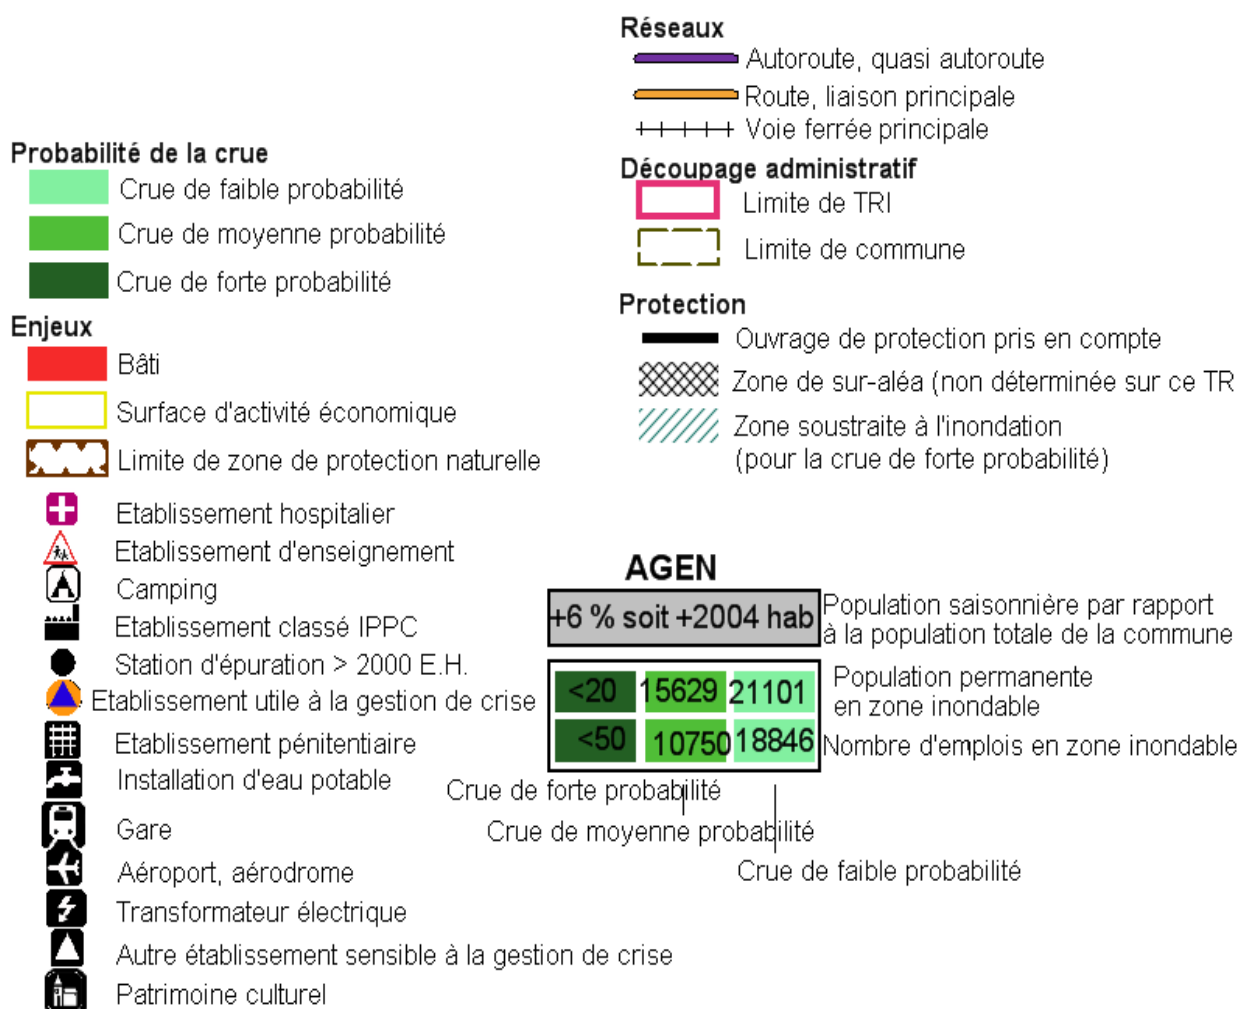 Réseaux
Autoroute, quasi autoroute
Route, liaison principale
Voie ferrée principale
Découpage administratif
Limite de TRI
Limite de commune
Protection
Ouvrage de protection pris en compte
Zone de sur-aléa (non déterminée sur ce TR
Zone soustraite à l'inondation
(pour la crue de forte probabilité)
Probabilité de la crue
Crue de faible probabilité
Crue de moyenne probabilité
Crue de forte probabilité
Enjeux
Bâti
Surface d'activité économique
Limite de zone de protection naturelle
Etablissement hospitalier
Etablissement d'enseignement
Camping
Etablissement classé IPPC
Station d'épuration > 2000 E.H.
Etablissement utile à la gestion de crise
Etablissement pénitentiaire
Installation d'eau potable
Gare
Aéroport, aérodrome
Transformateur électrique
Autre établissement sensible à la gestion de crise
Patrimoine culturel
AGEN
+6 % soit +2004 hab
Population saisonnière par rapport
à la population totale de la commune
<20 15629 21101
Population permanente
en zone inondable
<50 10750 18846
Nombre d'emplois en zone inondable
Crue de forte probabilité
Crue de moyenne probabilité
Crue de faible probabilité